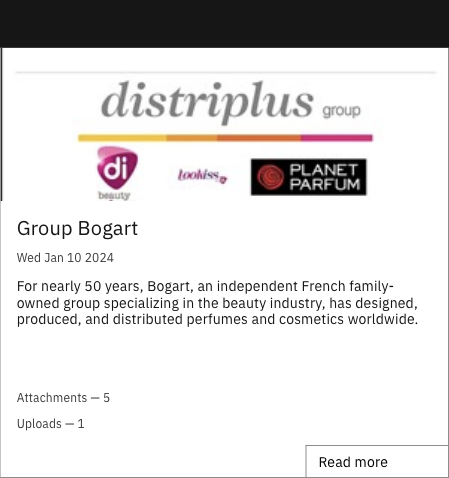 distriplus group
di
beauty
lookiss
PLANET
PARFUM
Group Bogart
Wed Jan 10 2024
For nearly 50 years, Bogart, an independent French family-
owned group specializing in the beauty industry, has designed,
produced, and distributed perfumes and cosmetics worldwide.
Attachments — 5
Uploads — 1
Read more